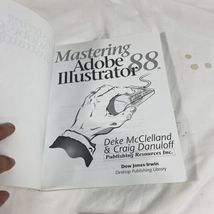 Mastering
Adobe
Illustrator 88®
Deke McClelland
& Craig Danuloff
Publishing Resources Inc.
Dow Jones-Irwin
Desktop Publishing Library